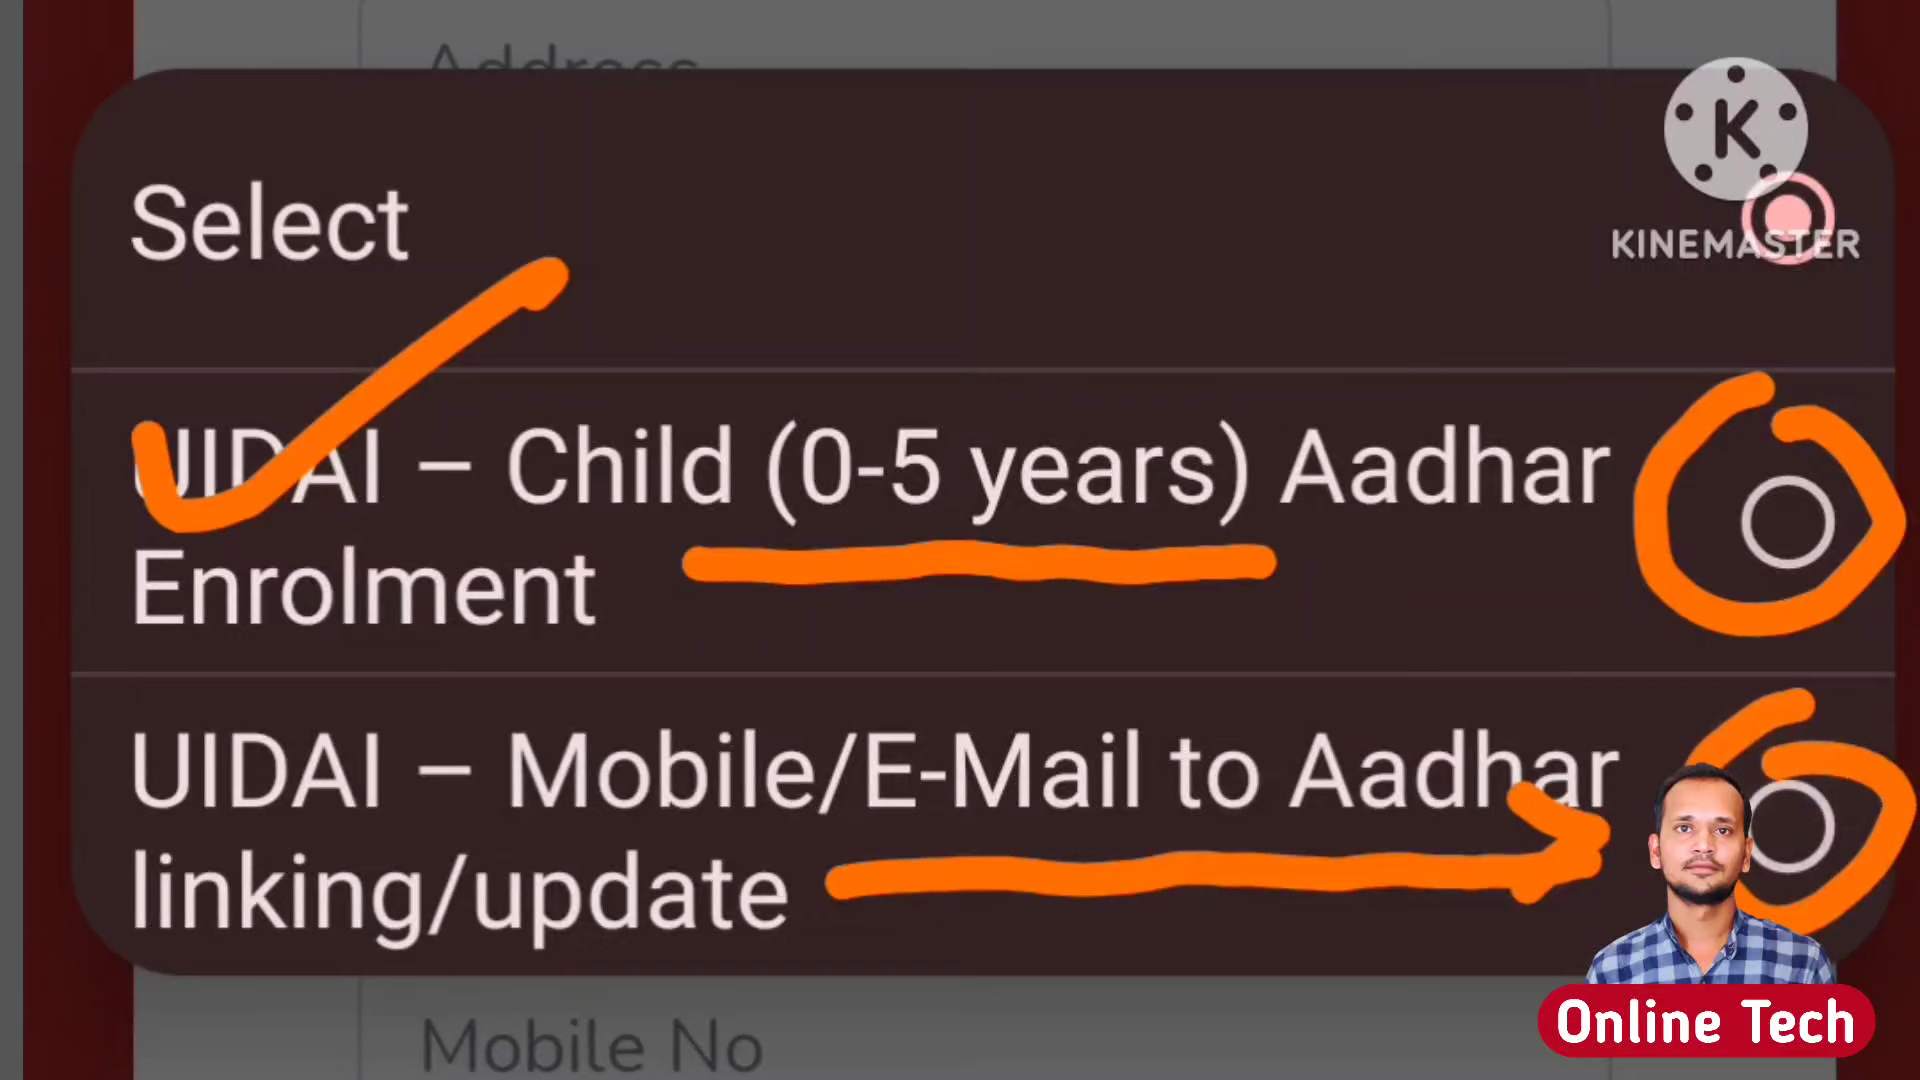 Address
K
KINEMASTER
Select
UIDAI – Child (0-5 years) Aadhar
Enrolment
UIDAI – Mobile/E-Mail to Aadhar
linking/update
Mobile No
Online Tech